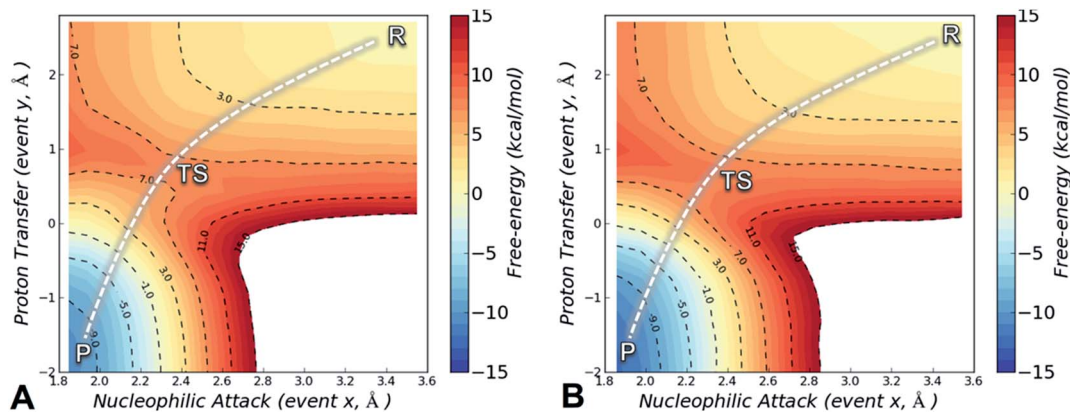 R
TS
P
7.0
3.0
7.0
11.0
15.0
3.0
-1.0
-5.0
-9.0
2
1
0
-1
-2
1.8 2.0 2.2 2.4 2.6 2.8 3.0 3.2 3.4 3.6
Proton Transfer (event y, Å)
Nucleophilic Attack (event x, Å)
15
10
5
0
-5
-10
-15
Free-energy (kcal/mol)
A
R
TS
P
7.0
3.0
11.0
15.0
7.0
3.0
-1.0
-5.0
-9.0
2
1
0
-1
-2
1.8 2.0 2.2 2.4 2.6 2.8 3.0 3.2 3.4 3.6
Proton Transfer (event y, Å)
Nucleophilic Attack (event x, Å)
15
10
5
0
-5
-10
-15
Free-energy (kcal/mol)
B